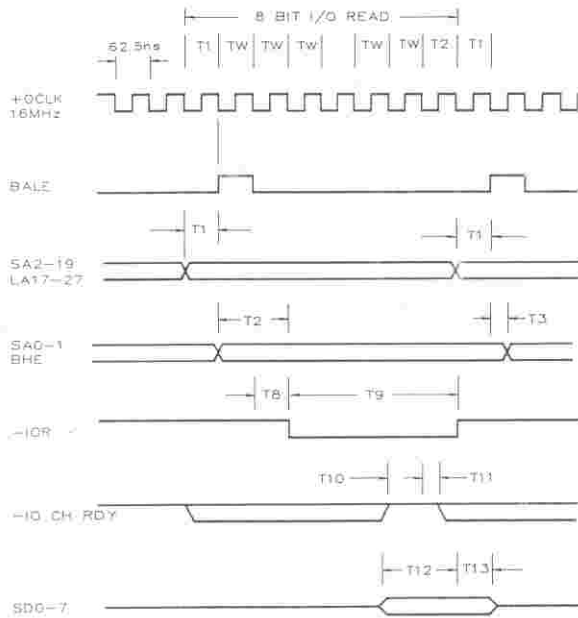 8 BIT I/O READ
62.5ns
T1 TW TW TW TW TW T2 T1
+OCLK
16MHz
BALE
T1 T1
SA2-19
LA17-27
T2 T3
SA0-1
BHE
T8 T9
-IOR
T10 T11
-IO CH RDY
T12 T13
SD0-7